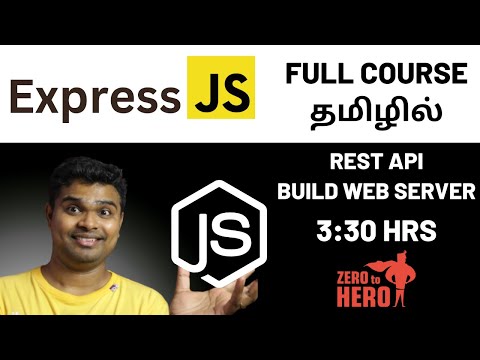 Express JS
FULL COURSE
தமிழில்
REST API
BUILD WEB SERVER
3:30 HRS
JS
ZERO to
HERO